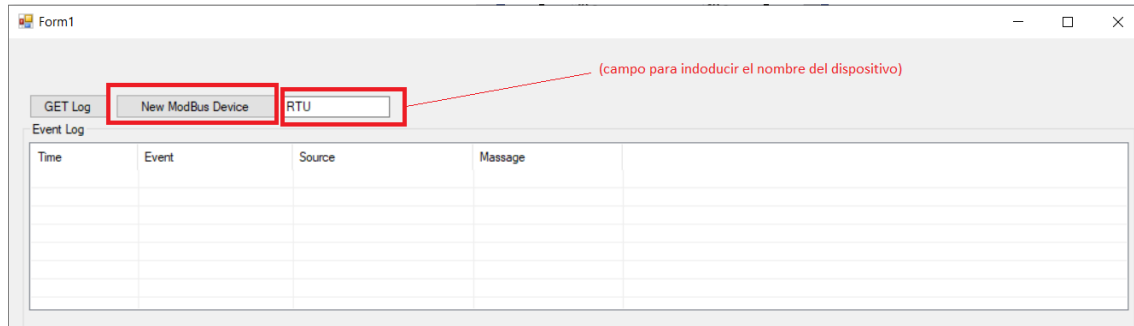 Form1
(campo para indoducir el nombre del dispositivo)
GET Log New ModBus Device RTU
Event Log
Time Event Source Massage